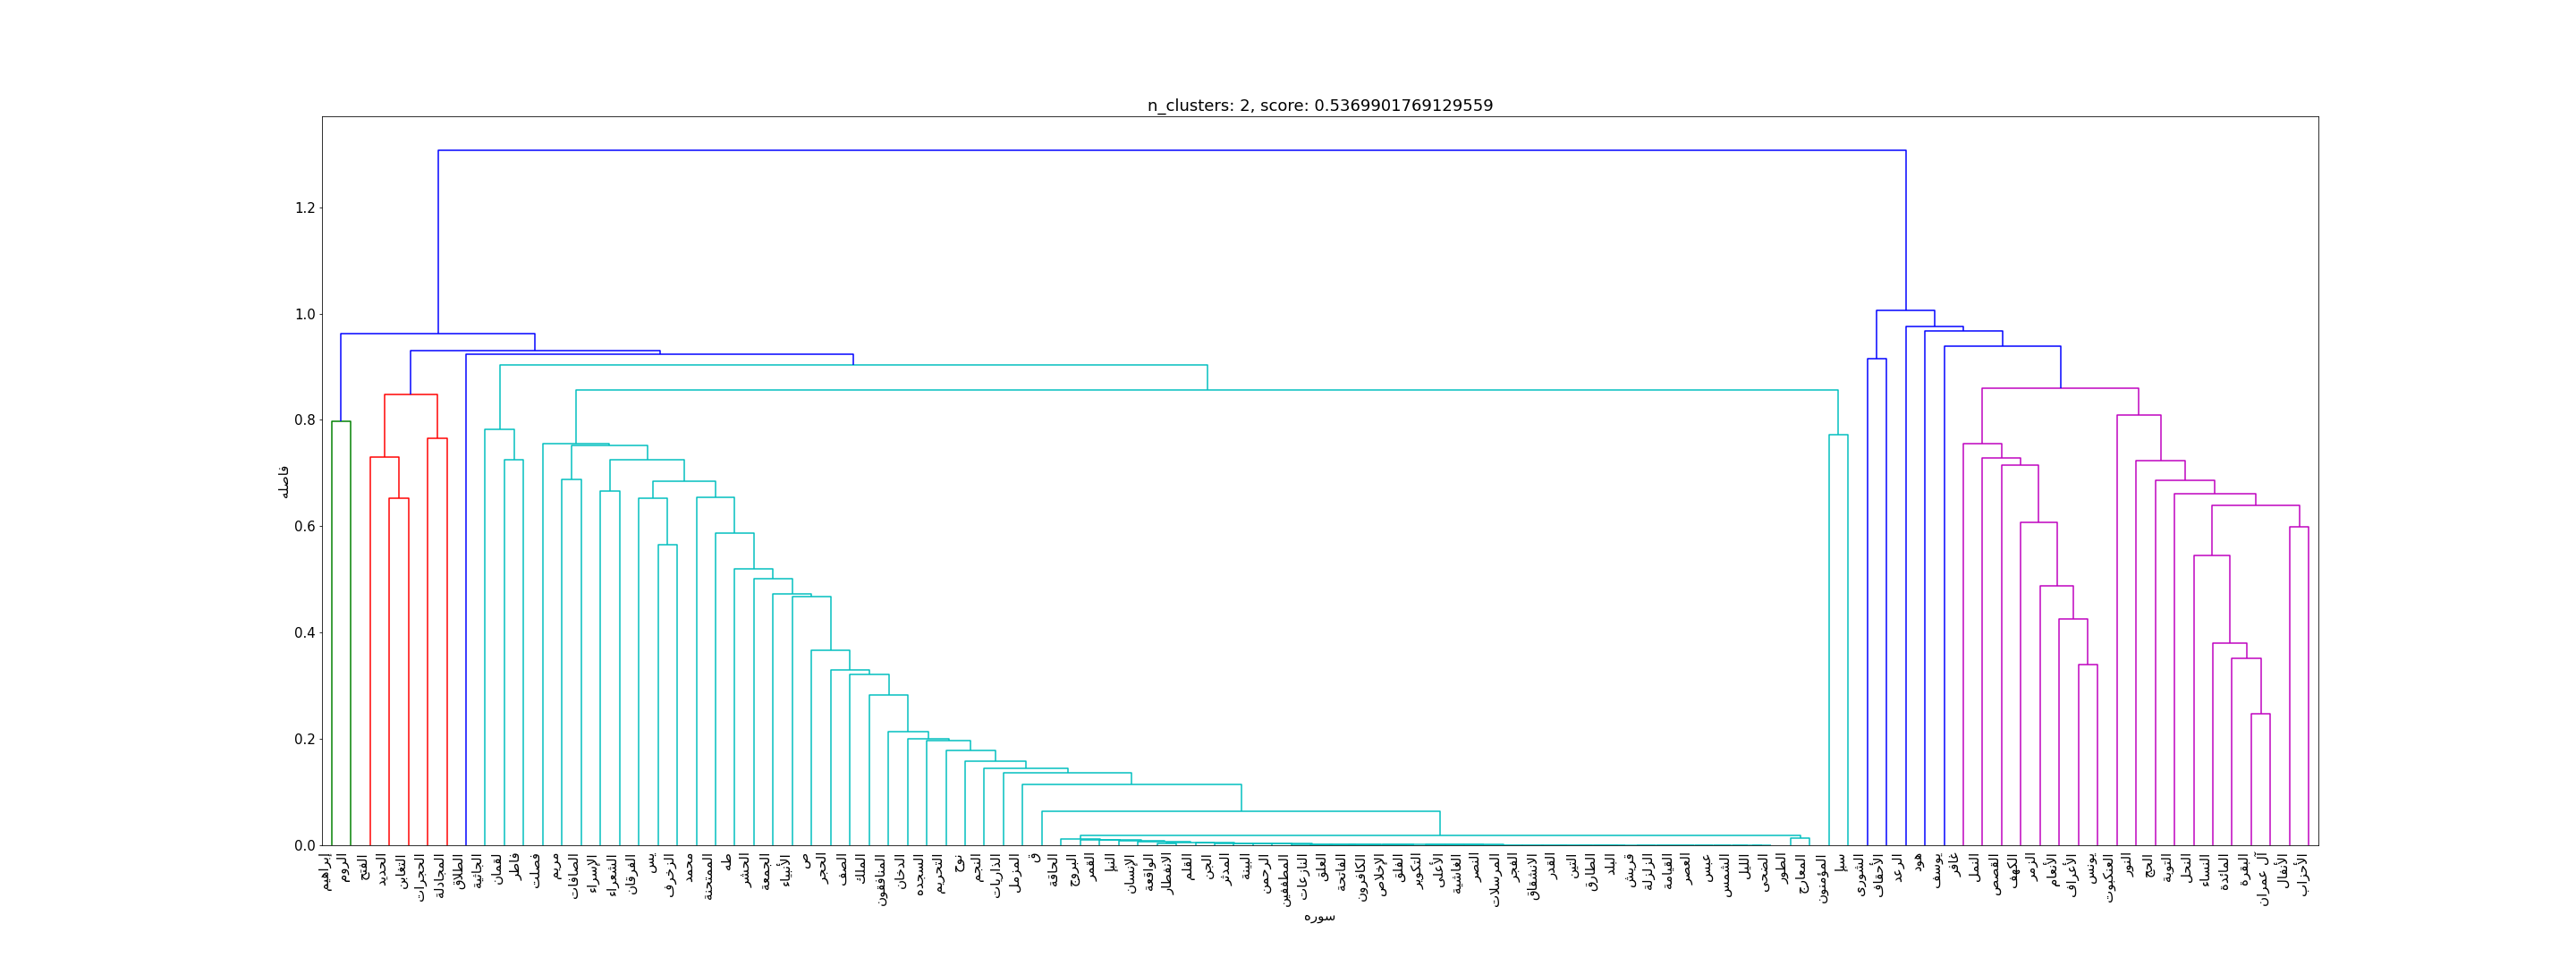 n_clusters: 2, score: 0.5369901769129559
1.2
1.0
0.8
0.6
0.4
0.2
0.0
فاصله
إبراهيم
الروم
الفتح
الحديد
التغابن
الحجرات
المجادلة
الطلاق
الجاثية
لقمان
فاطر
فصلت
مريم
الصافات
الإسراء
الشعراء
الفرقان
يس
الزخرف
محمد
الممتحنة
طه
الحشر
الجمعة
الأنبياء
ص
الحجر
الصف
الملك
المنافقون
الدخان
السجده
التحريم
نوح
النجم
الذاريات
المزمل
ق
الحاقة
البروج
القمر
النبإ
الإنسان
الواقعة
الانفطار
القلم
الجن
المدثر
البينة
الرحمن
المطففين
النازعات
العلق
الفاتحة
الكافرون
الإخلاص
الفلق
التكوير
الأعلى
الغاشية
النصر
المرسلات
الفجر
الانشقاق
القدر
التين
الطارق
البلد
قريش
الزلزلة
القيامة
العصر
عبس
الشمس
الليل
الضحى
الطور
المعارج
المؤمنون
سبإ
الشورى
الأحقاف
الرعد
هود
يوسف
غافر
النمل
القصص
الكهف
الزمر
الأنعام
الأعراف
يونس
العنكبوت
النور
الحج
التوبة
النحل
النساء
المائدة
البقرة
آل عمران
الأنفال
الأحزاب
سوره